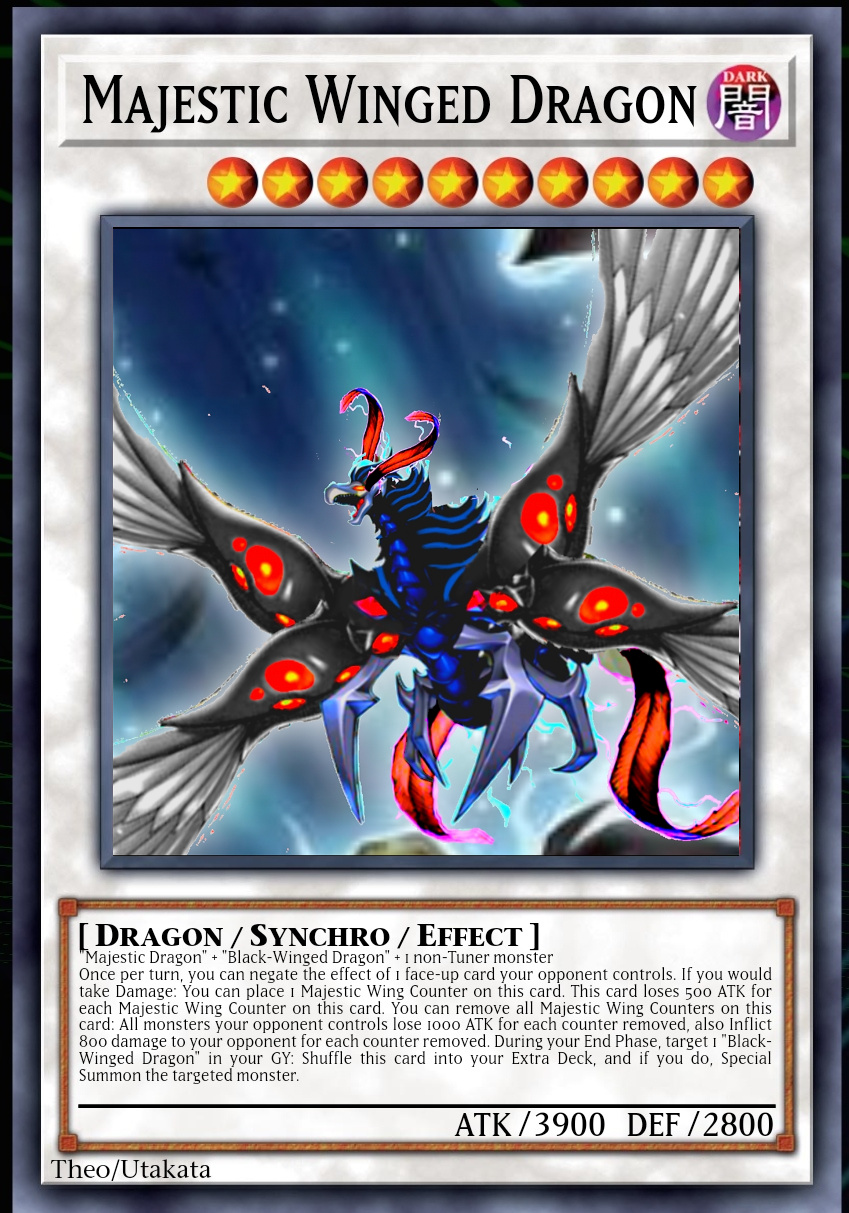 Majestic Winged Dragon
DARK
闇
[ Dragon / Synchro / Effect ]
"Majestic Dragon" + "Black-Winged Dragon" + 1 non-Tuner monster
Once per turn, you can negate the effect of 1 face-up card your opponent controls. If you would
take Damage: You can place 1 Majestic Wing Counter on this card. This card loses 500 ATK for
each Majestic Wing Counter on this card. You can remove all Majestic Wing Counters on this
card: All monsters your opponent controls lose 1000 ATK for each counter removed, also Inflict
800 damage to your opponent for each counter removed. During your End Phase, target 1 "Black-
Winged Dragon" in your GY: Shuffle this card into your Extra Deck, and if you do, Special
Summon the targeted monster.
ATK/3900 DEF/2800
Theo/Utakata